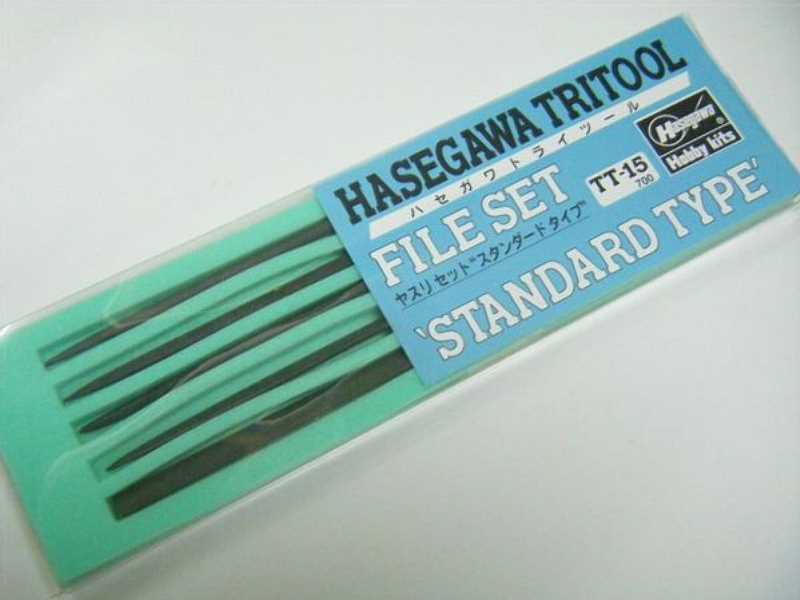 HASEGAWA TRITOOL
ハセガワトライツール
FILE SET
TT-15
700
Hasegawa®
Hobby kits
ヤスリセット"スタンダードタイプ"
'STANDARD TYPE'